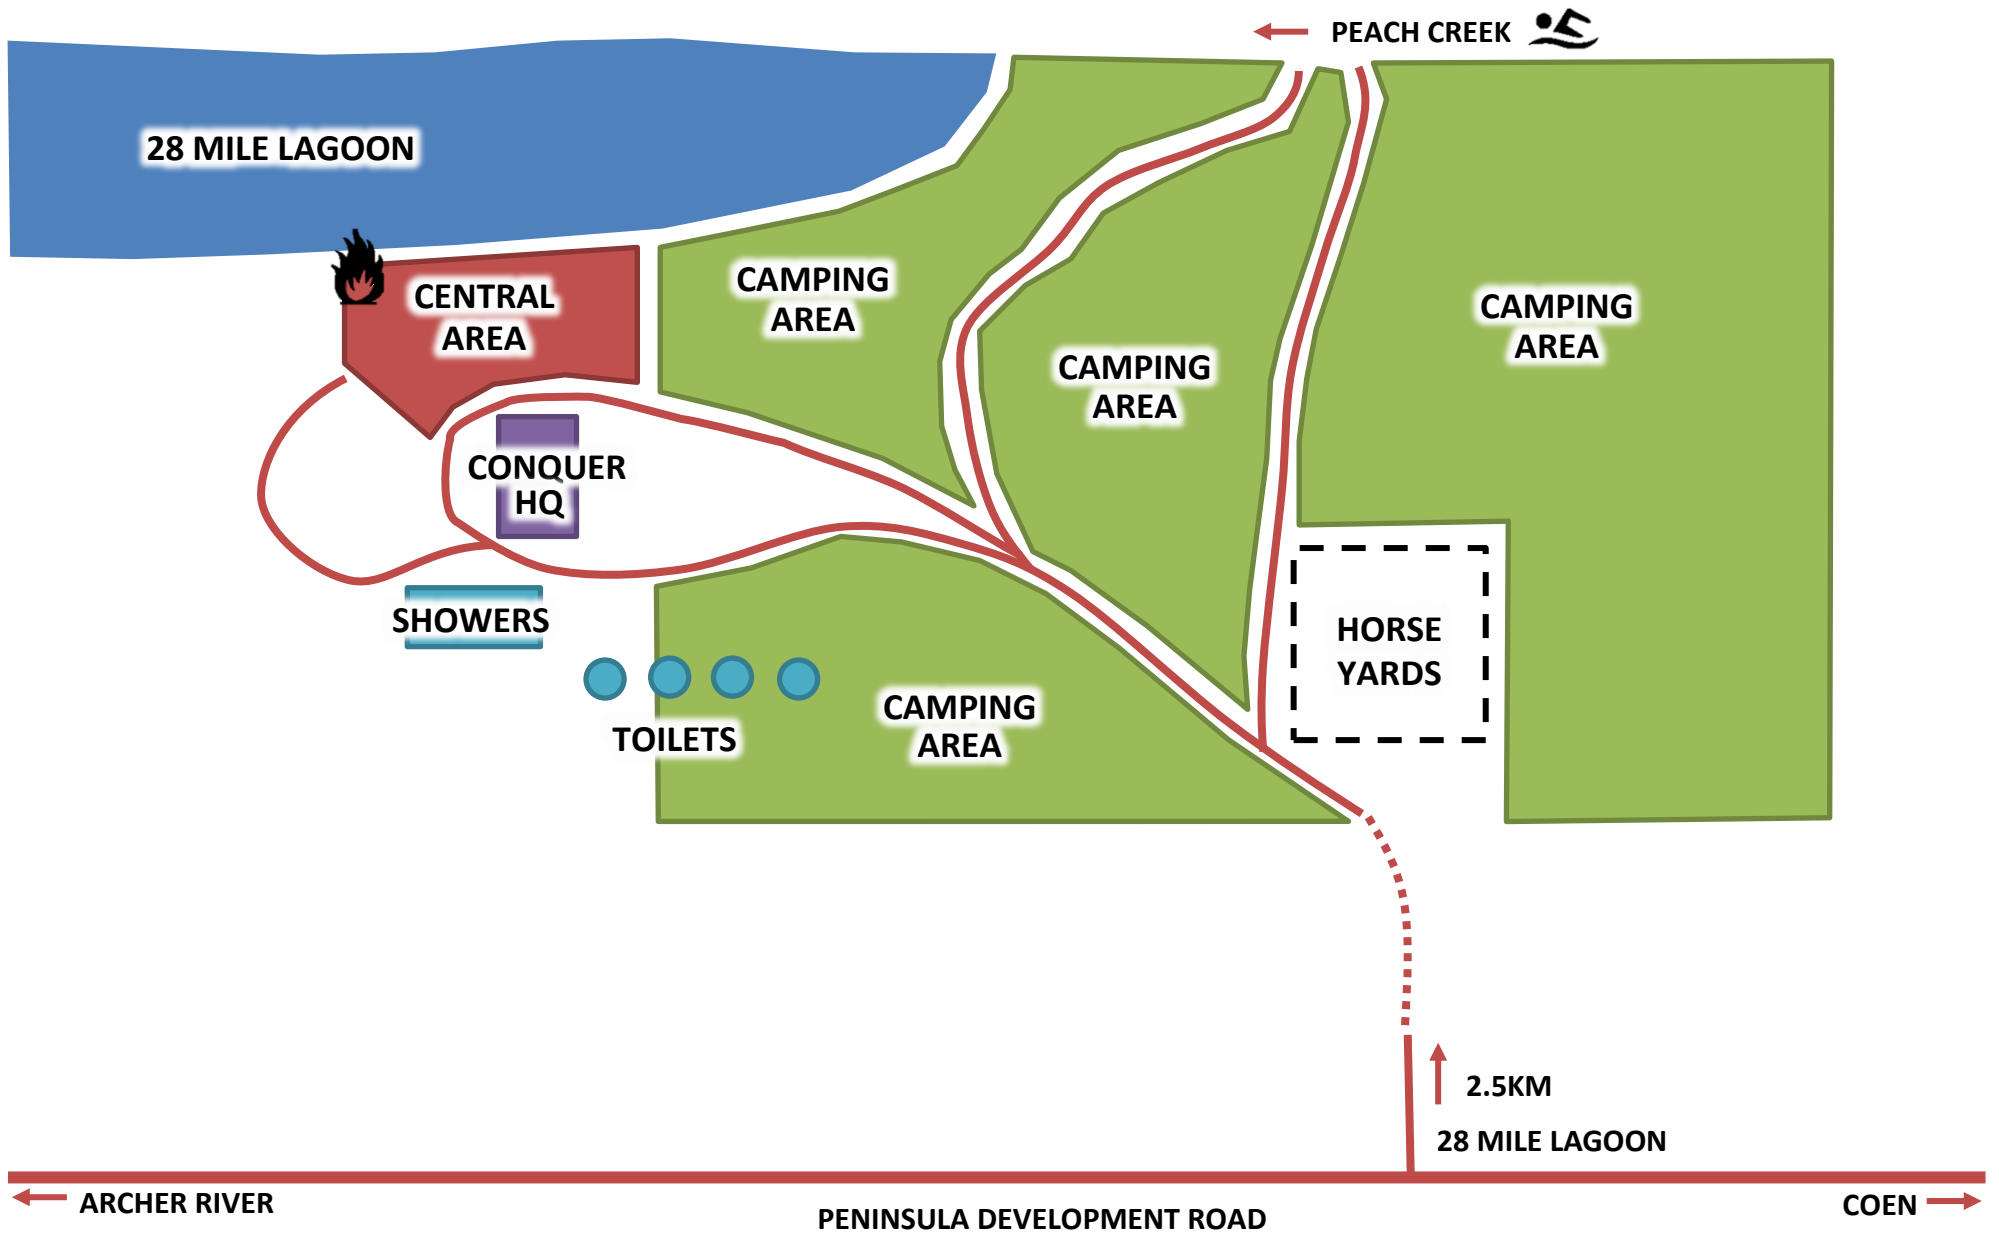 PEACH CREEK
28 MILE LAGOON
CENTRAL
AREA
CAMPING
AREA
CAMPING
AREA
CAMPING
AREA
CONQUER
HQ
SHOWERS
HORSE
YARDS
TOILETS
CAMPING
AREA
2.5KM
28 MILE LAGOON
ARCHER RIVER
PENINSULA DEVELOPMENT ROAD
COEN